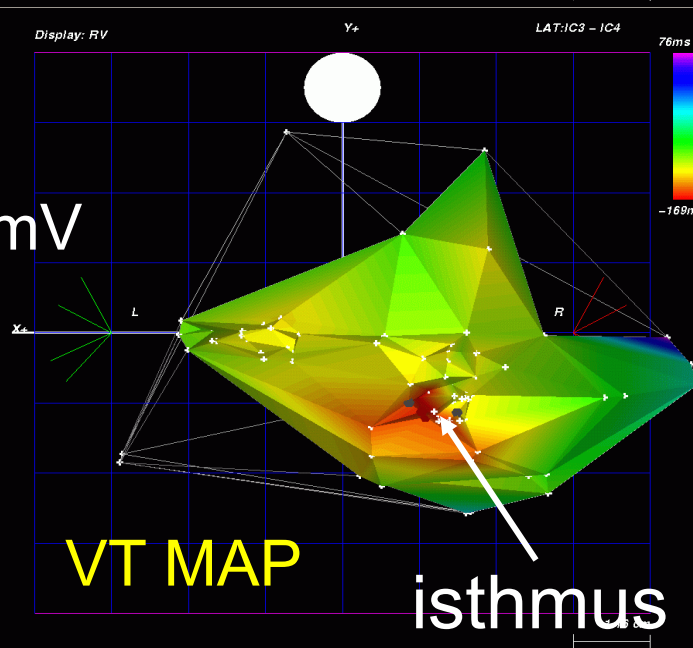 Display: RV
Y+
LAT:IC3 – IC4
76ms
mV
–169m
L
R
X+
VT MAP
isthmus